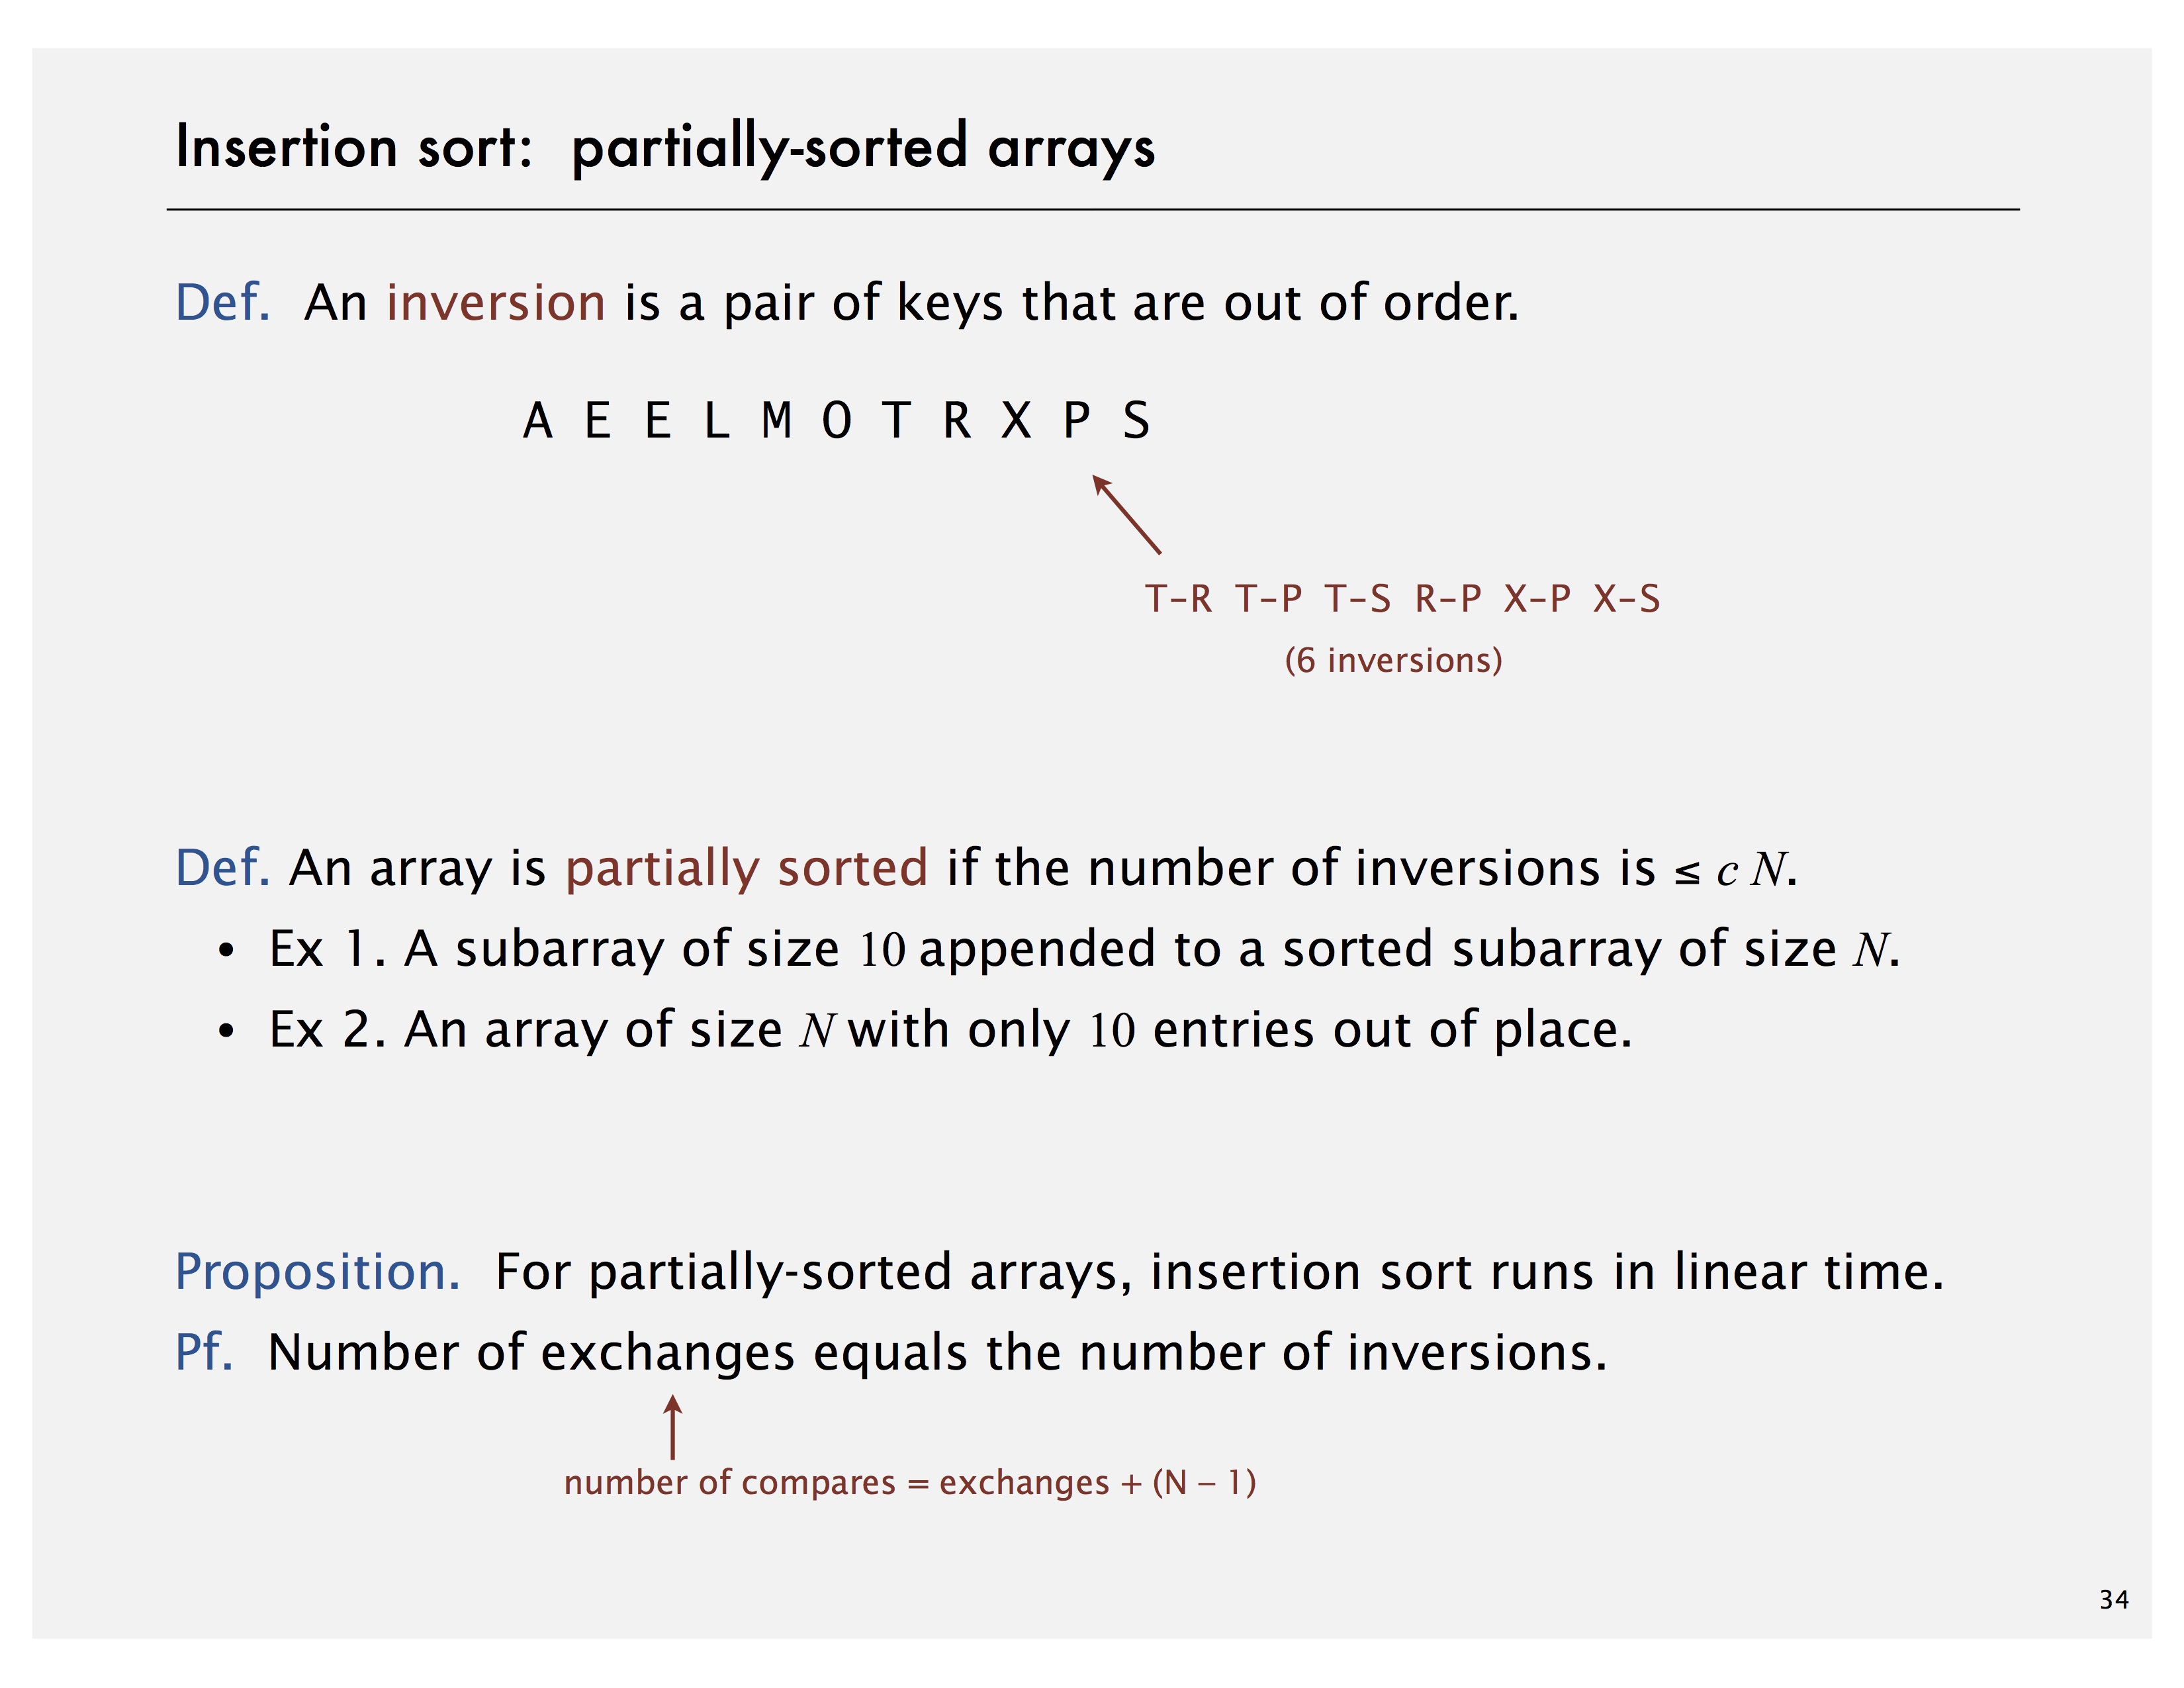 Insertion sort: partially-sorted arrays
Def. An inversion is a pair of keys that are out of order.
A E E L M O T R X P S
T–R T–P T–S R–P X–P X–S
(6 inversions)
Def. An array is partially sorted if the number of inversions is ≤ c N.
• Ex 1. A subarray of size 10 appended to a sorted subarray of size N.
• Ex 2. An array of size N with only 10 entries out of place.
Proposition. For partially-sorted arrays, insertion sort runs in linear time.
Pf. Number of exchanges equals the number of inversions.
number of compares = exchanges + (N – 1)
34